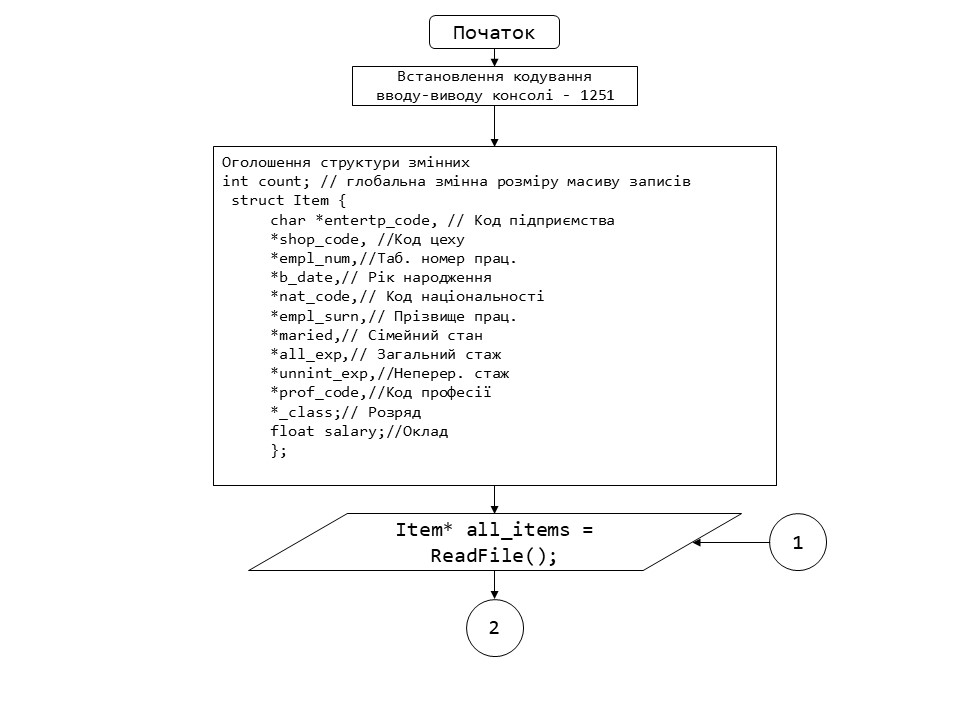 Початок
Встановлення кодування
вводу-виводу консолі - 1251
Оголошення структури змінних
int count; // глобальна змінна розміру масиву записів
struct Item {
char *entertp_code, // Код підприємства
*shop_code, //Код цеху
*empl_num,//Таб. номер прац.
*b_date,// Рік народження
*nat_code,// Код національності
*empl_surn,// Прізвище прац.
*maried,// Сімейний стан
*all_exp,// Загальний стаж
*unnint_exp,//Неперер. стаж
*prof_code,//Код професії
*_class;// Розряд
float salary;//Оклад
};
Item* all_items =
ReadFile();
1
2